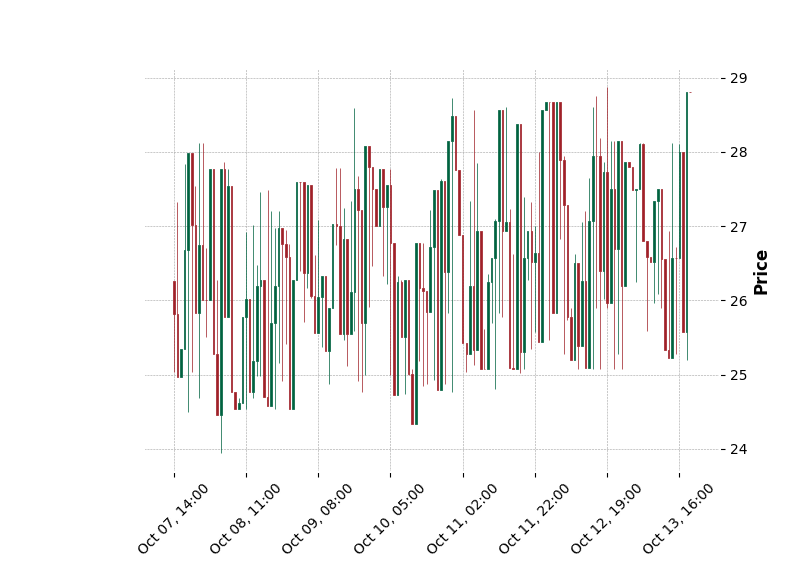 29
28
27
26
25
24
Price
Oct 07, 14:00
Oct 08, 11:00
Oct 09, 08:00
Oct 10, 05:00
Oct 11, 02:00
Oct 11, 22:00
Oct 12, 19:00
Oct 13, 16:00